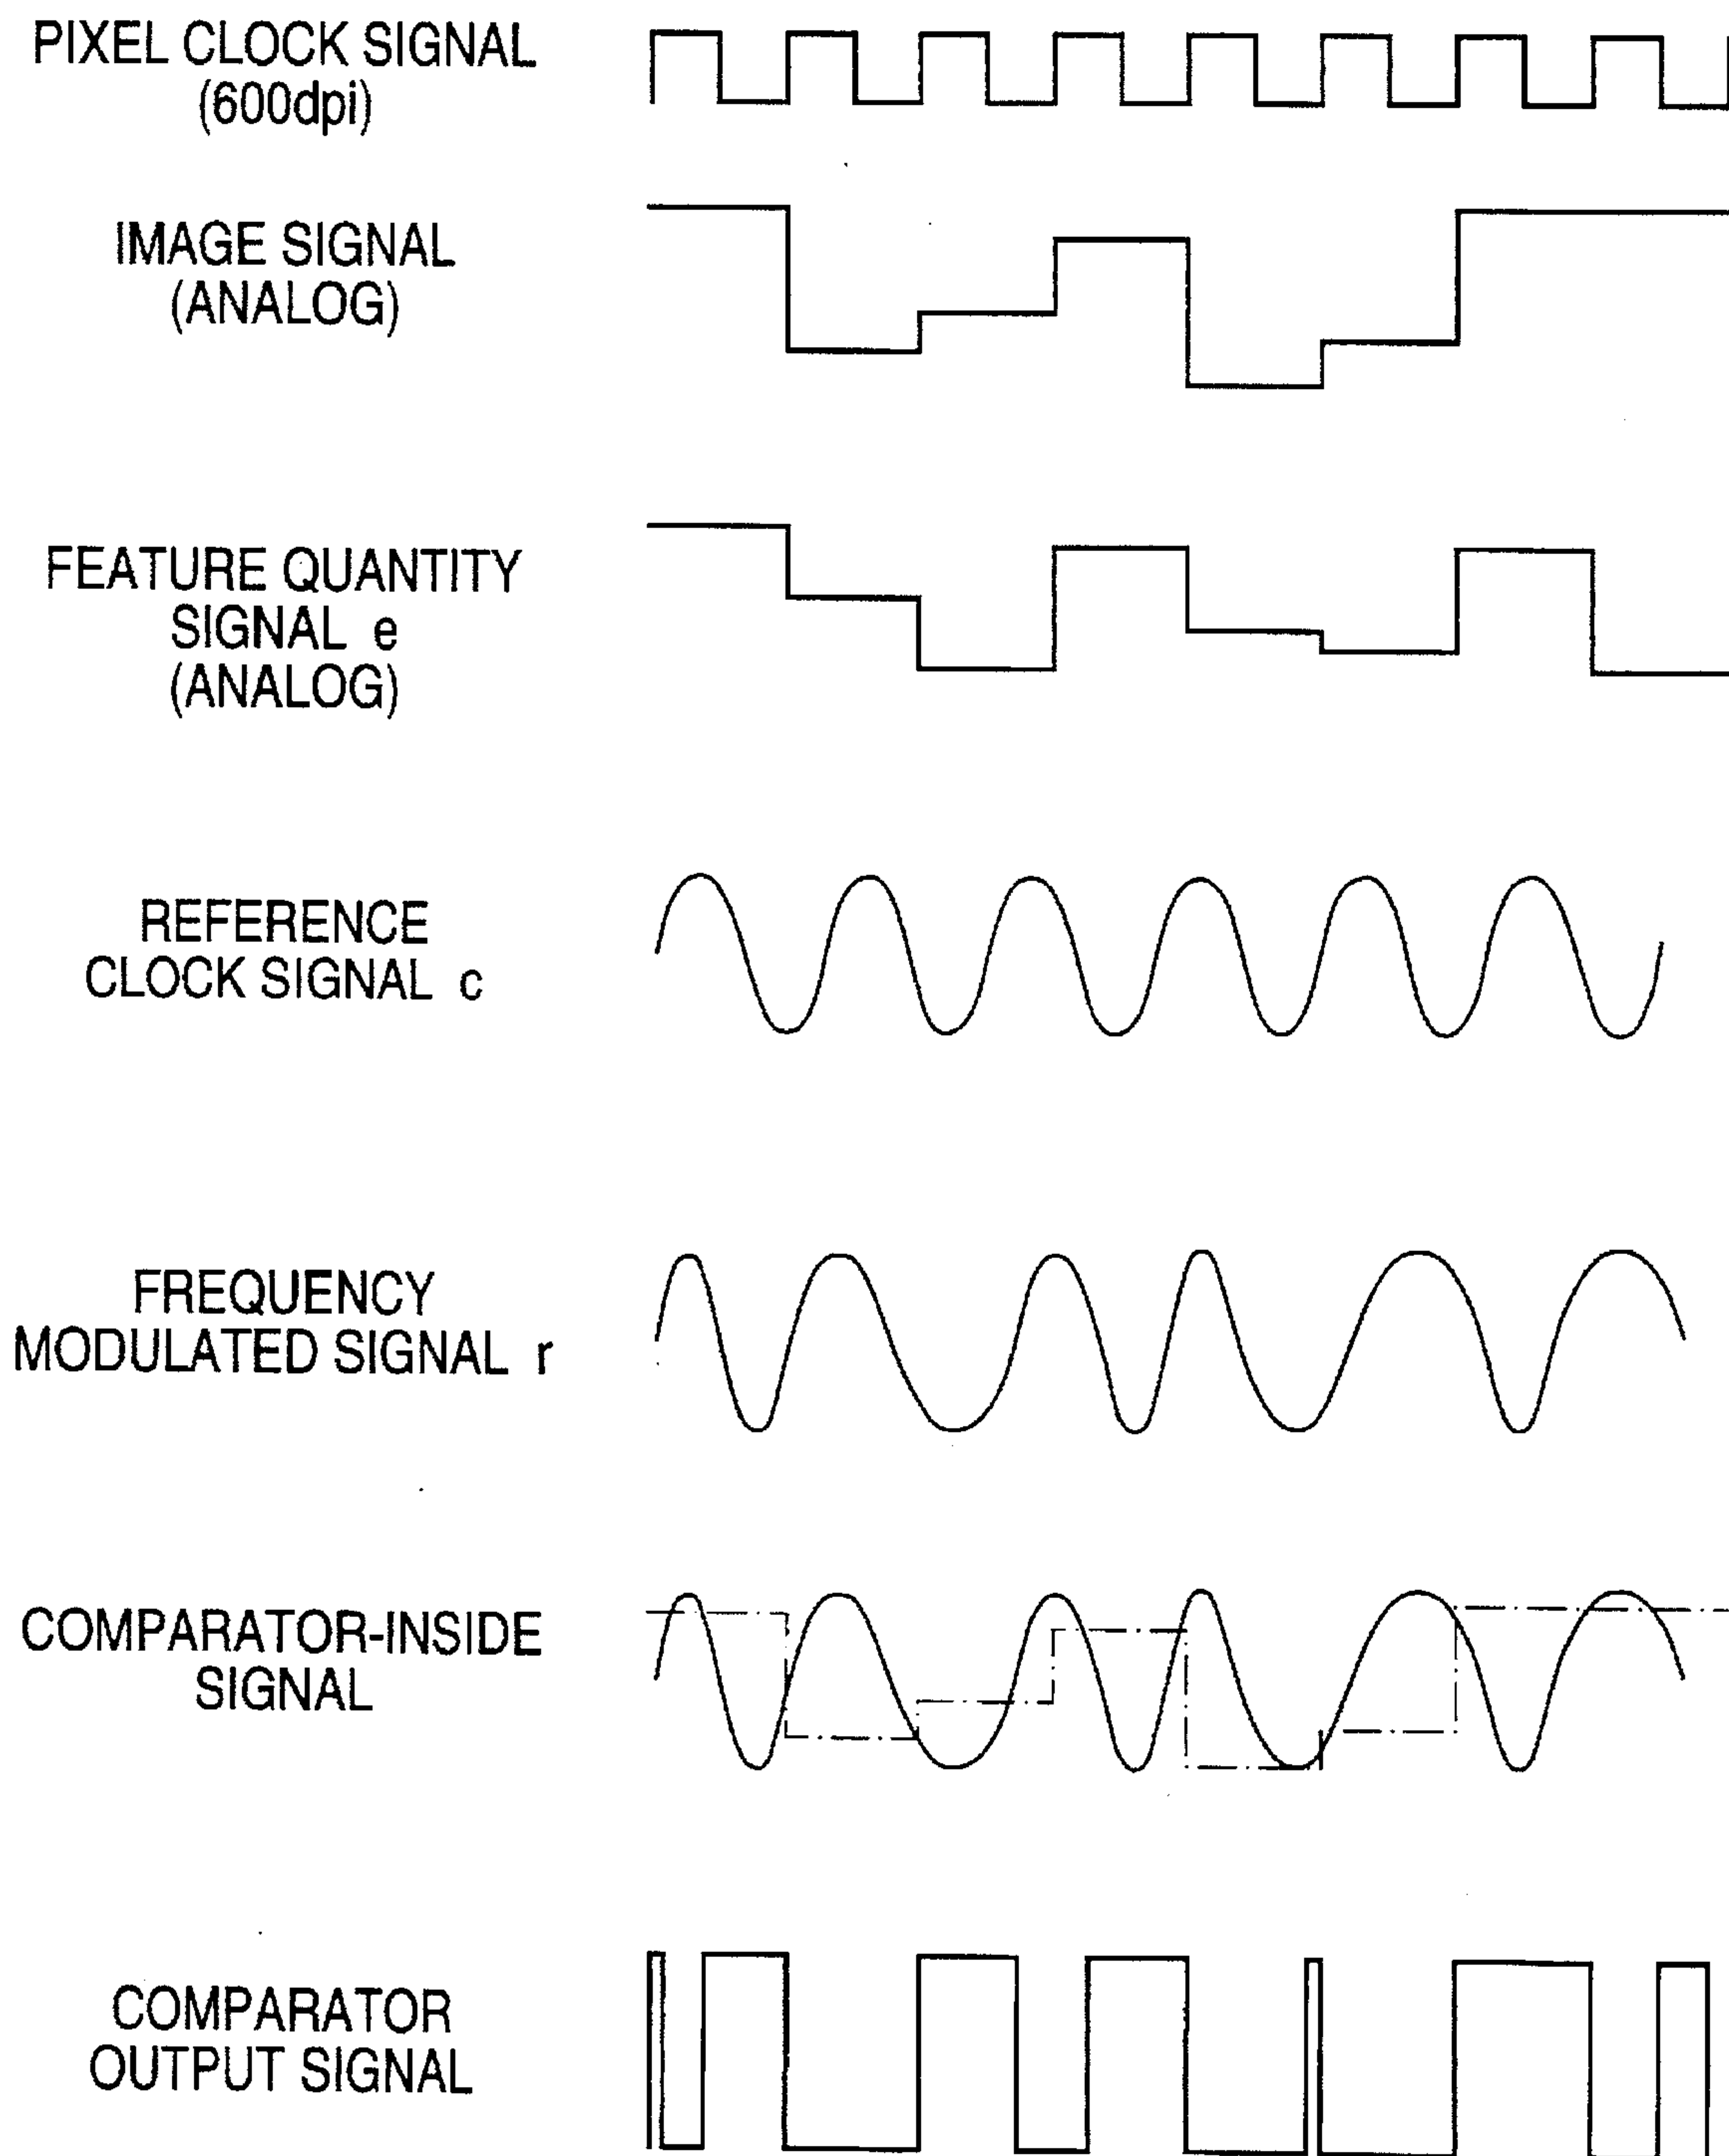 PIXEL CLOCK SIGNAL
(600dpi)
IMAGE SIGNAL
(ANALOG)
FEATURE QUANTITY
SIGNAL e
(ANALOG)
REFERENCE
CLOCK SIGNAL c
FREQUENCY
MODULATED SIGNAL r
COMPARATOR-INSIDE
SIGNAL
COMPARATOR
OUTPUT SIGNAL